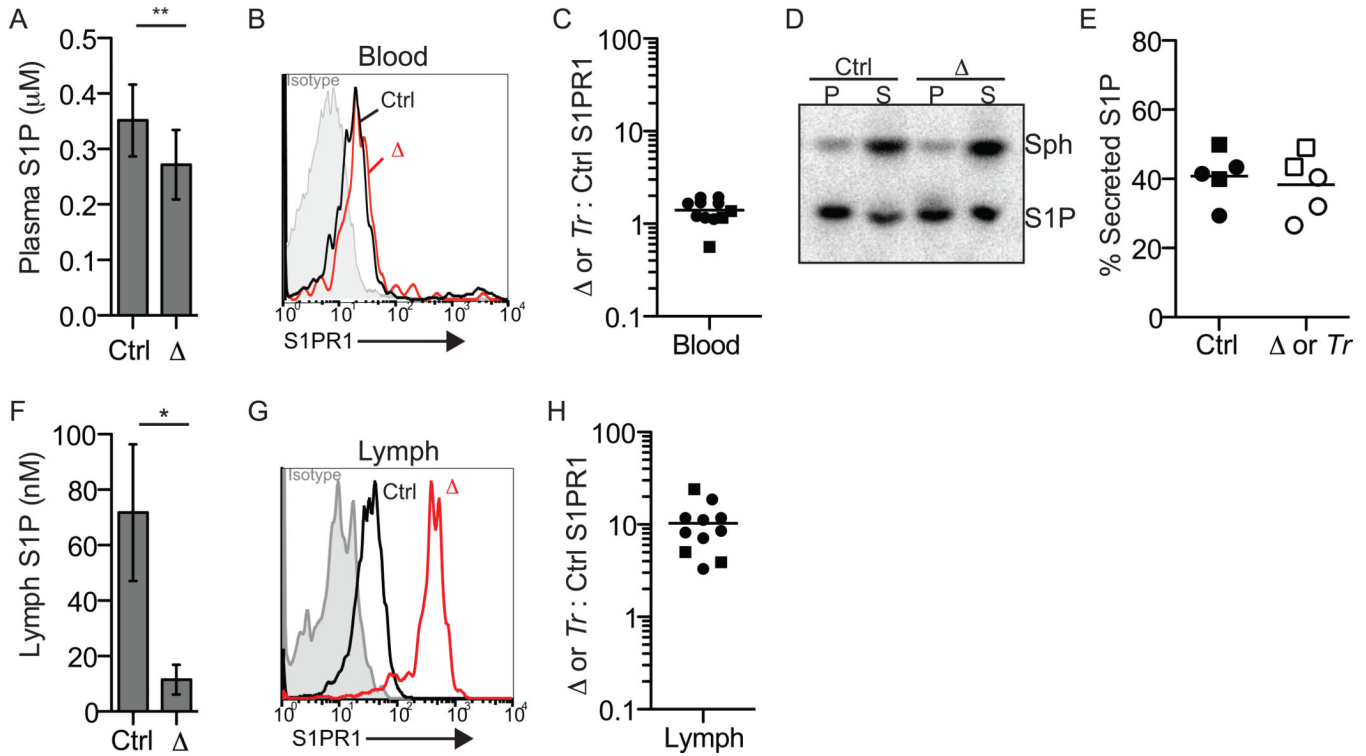 A
**
Plasma S1P (μM)
0.5
0.4
0.3
0.2
0.1
0.0
Ctrl Δ
B
Blood
Isotype
Ctrl
Δ
10⁰ 10¹ 10² 10³ 10⁴
S1PR1
C
Δ or Tr : Ctrl S1PR1
100
10
1
0.1
Blood
D
Ctrl Δ
P S P S
Sph
S1P
E
% Secreted S1P
80
60
40
20
0
Ctrl Δ or Tr
F
*
Lymph S1P (nM)
100
80
60
40
20
0
Ctrl Δ
G
Lymph
Isotype
Ctrl
Δ
10⁰ 10¹ 10² 10³ 10⁴
S1PR1
H
Δ or Tr : Ctrl S1PR1
100
10
1
0.1
Lymph